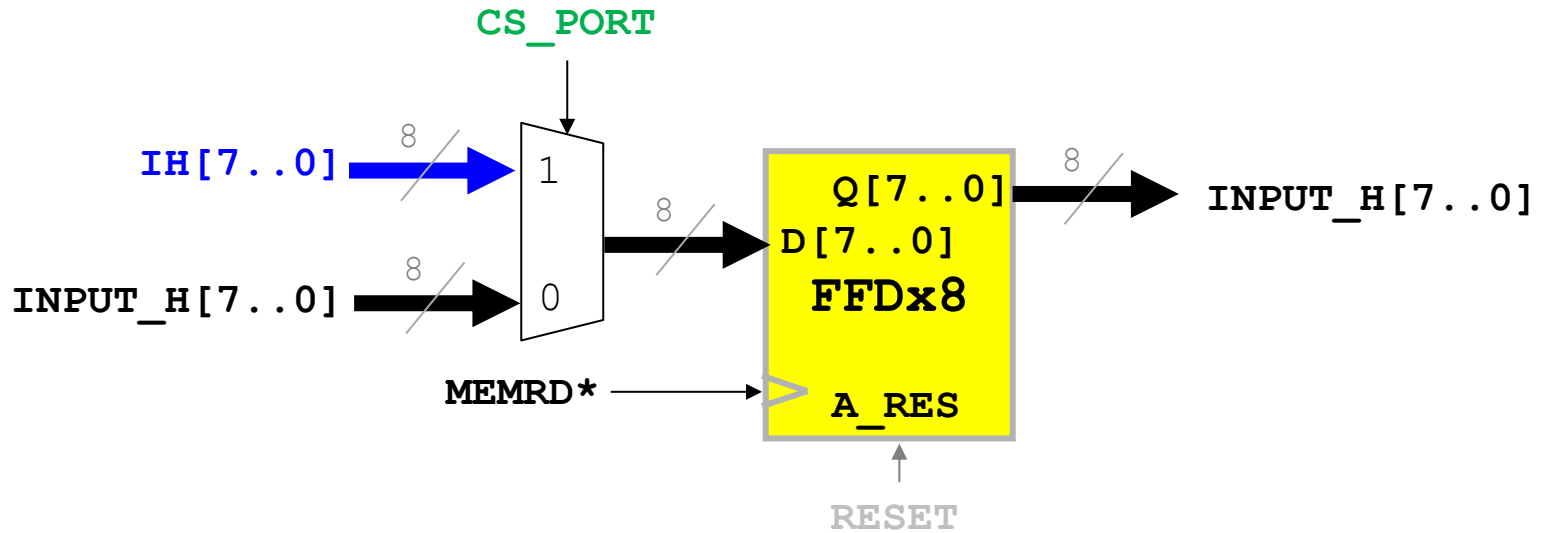 CS_PORT
8
IH[7..0]
1
8
Q[7..0]
INPUT_H[7..0]
8
D[7..0]
8
INPUT_H[7..0]
0
FFDx8
MEMRD*
A_RES
RESET